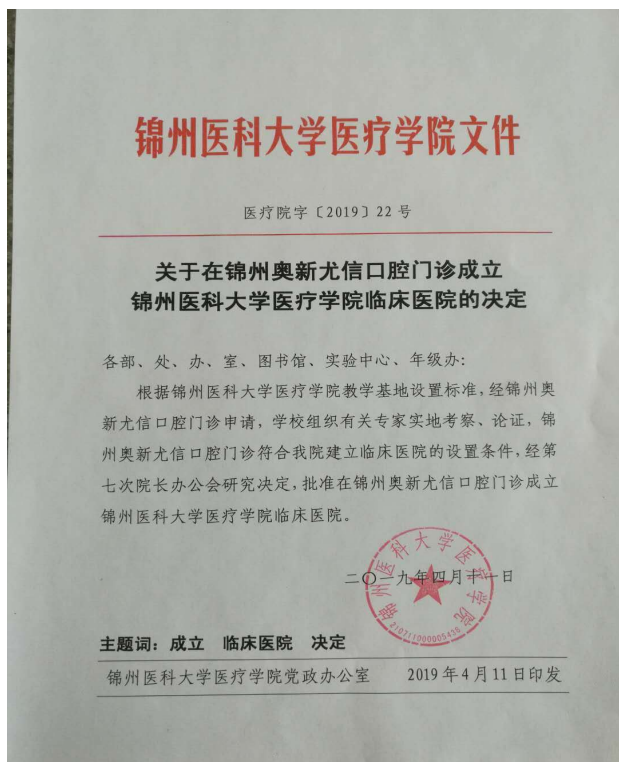 锦州医科大学医疗学院文件
医疗院字〔2019〕22号
关于在锦州奥新尤信口腔门诊成立
锦州医科大学医疗学院临床医院的决定
各部、处、办、室、图书馆、实验中心、年级办：
根据锦州医科大学医疗学院教学基地设置标准，经锦州奥
新尤信口腔门诊申请，学校组织有关专家实地考察、论证，锦
州奥新尤信口腔门诊符合我院建立临床医院的设置条件，经第
七次院长办公会研究决定，批准在锦州奥新尤信口腔门诊成立
锦州医科大学医疗学院临床医院。
锦州医科大学医疗学院
二〇一九年四月十一日
210711000005456
主题词：成立 临床医院 决定
锦州医科大学医疗学院党政办公室 2019年4月11日印发